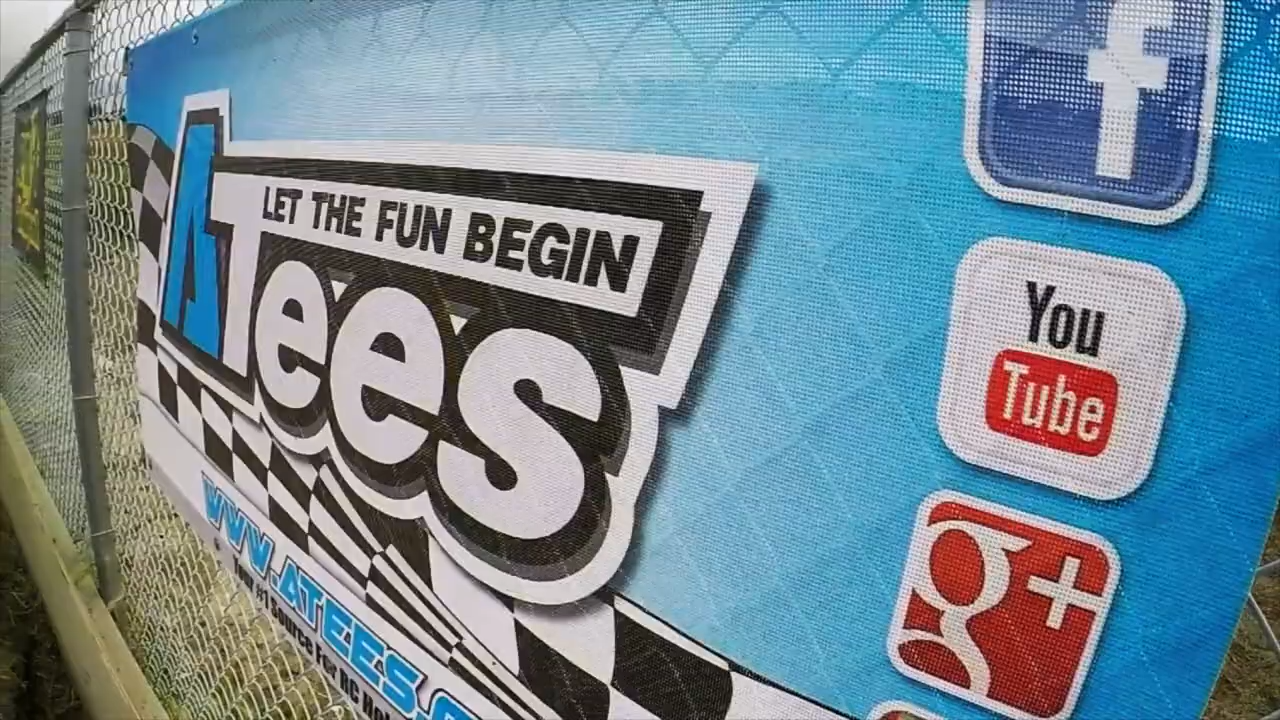 LET THE FUN BEGIN
ATees
WWW.ATEES.
Your #1 Source For RC
f
You
Tube
g+